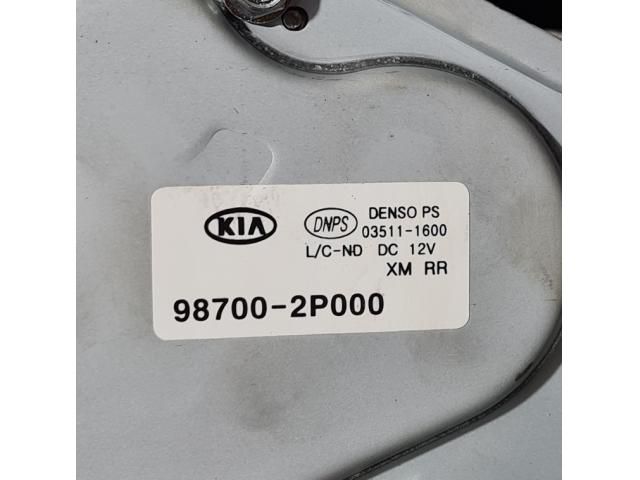 KIA DNPS DENSO PS
03511-1600
L/C-ND DC 12V
XM RR
98700-2P000